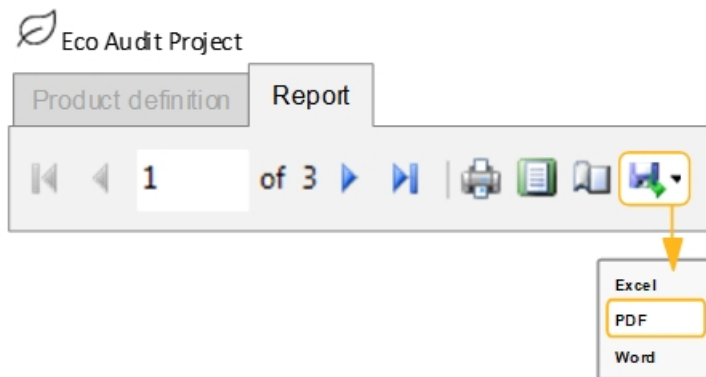 Eco Audit Project
Product definition Report
1 of 3
Excel
PDF
Word